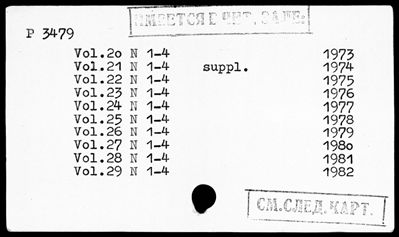 ИМЕЕТСЯ В ЧИТ. ЗАЛЕ.
P 3479
Vol.20 N 1-4 1973
Vol.21 N 1-4 suppl. 1974
Vol.22 N 1-4 1975
Vol.23 N 1-4 1976
Vol.24 N 1-4 1977
Vol.25 N 1-4 1978
Vol.26 N 1-4 1979
Vol.27 N 1-4 1980
Vol.28 N 1-4 1981
Vol.29 N 1-4 1982
СМ.СЛЕД.КАРТ.